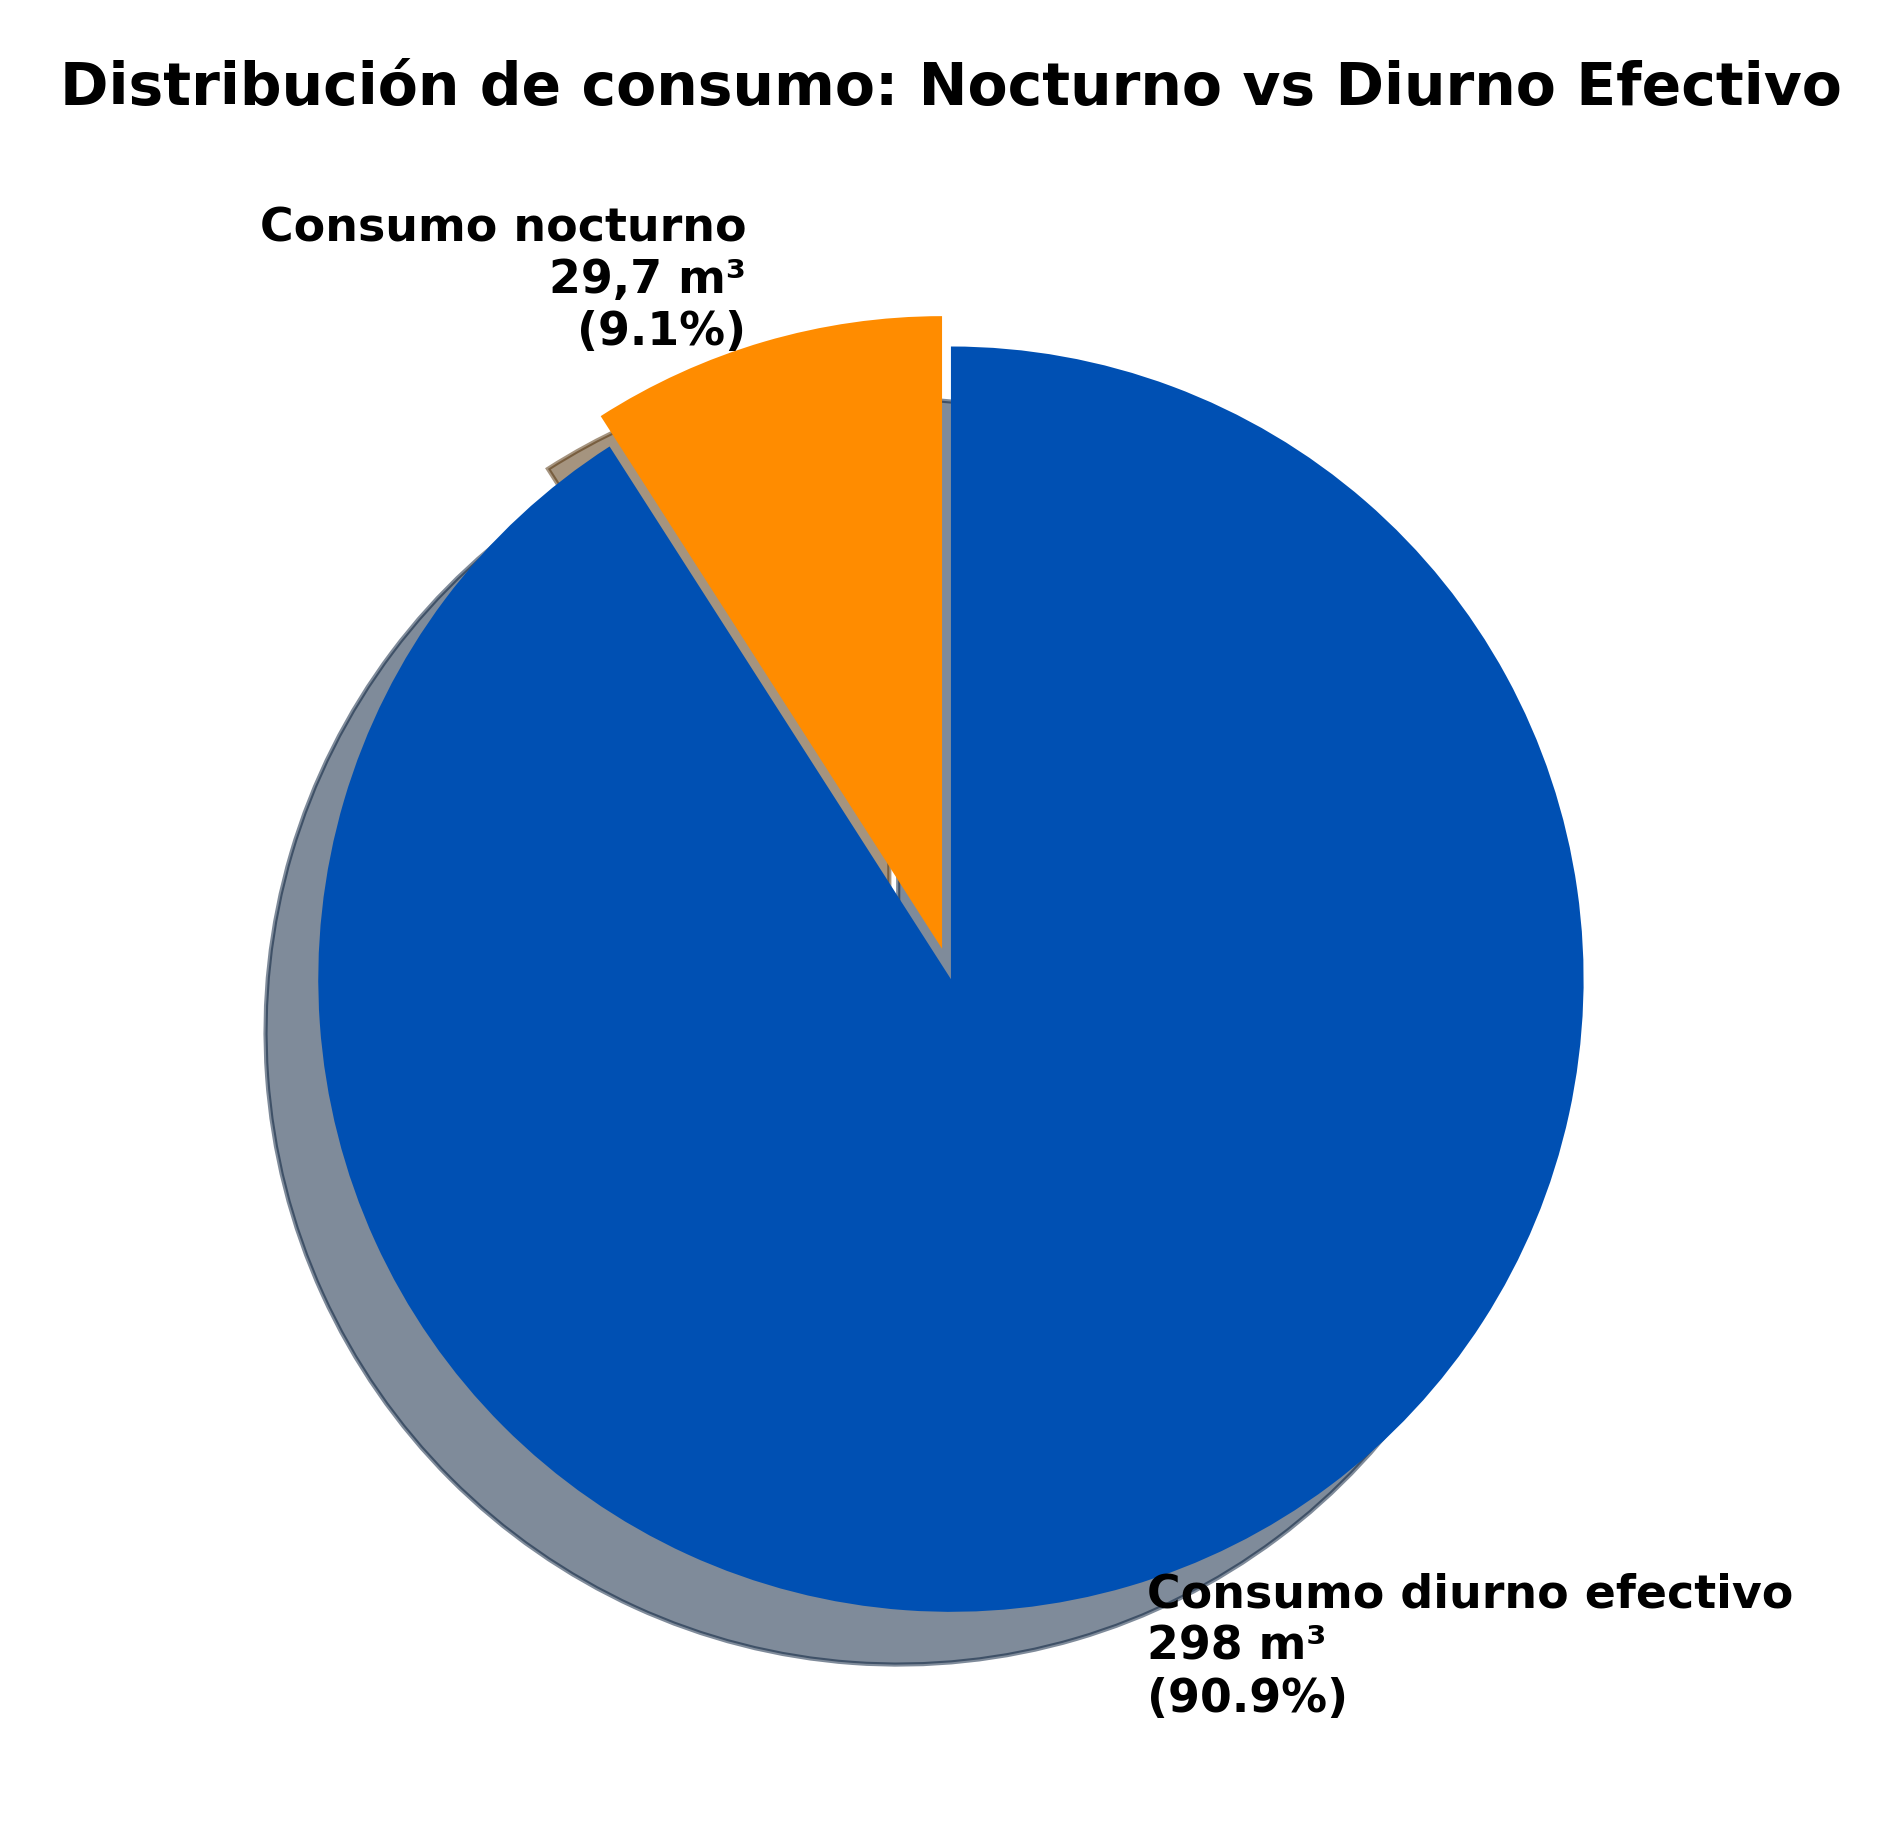 Distribución de consumo: Nocturno vs Diurno Efectivo
Consumo nocturno
29,7 m³
(9.1%)
Consumo diurno efectivo
298 m³
(90.9%)